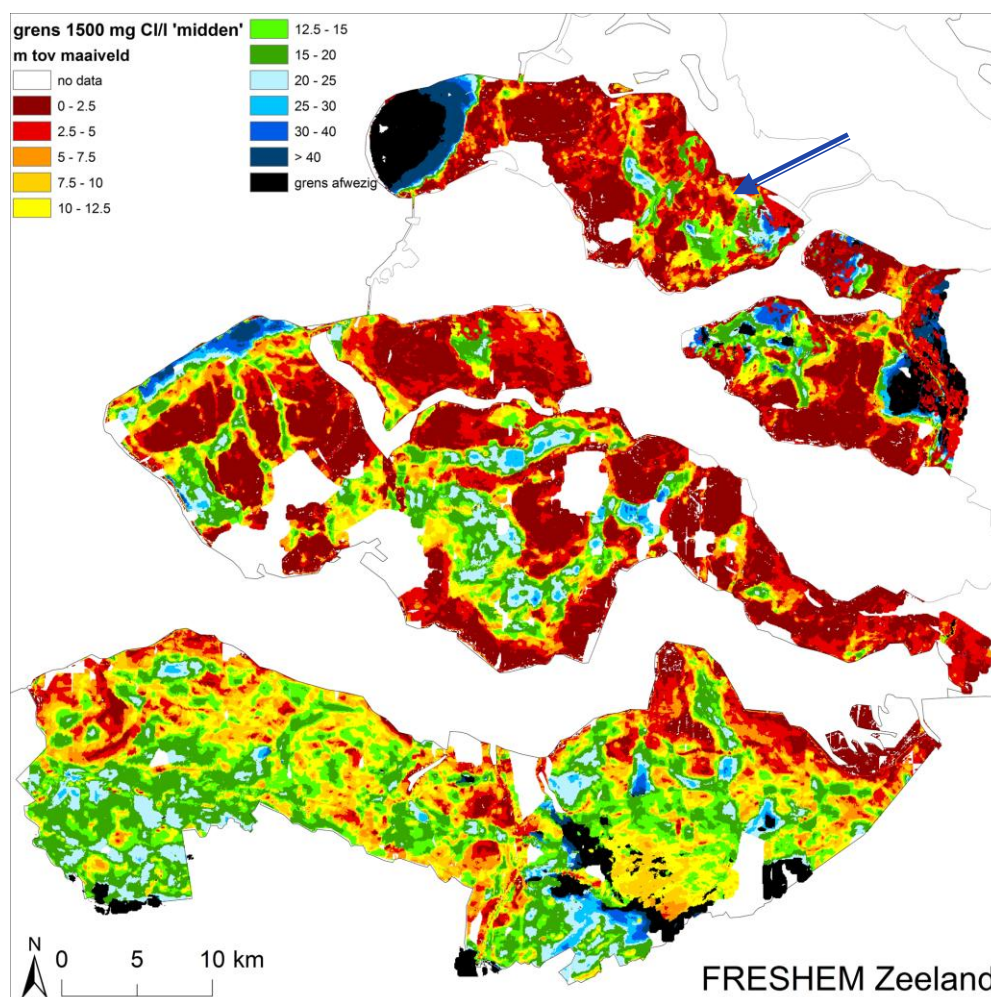 grens 1500 mg Cl/l 'midden'
m tov maaiveld
no data
0 - 2.5
2.5 - 5
5 - 7.5
7.5 - 10
10 - 12.5
12.5 - 15
15 - 20
20 - 25
25 - 30
30 - 40
> 40
grens afwezig
N
0 5 10 km
FRESHEM Zeeland